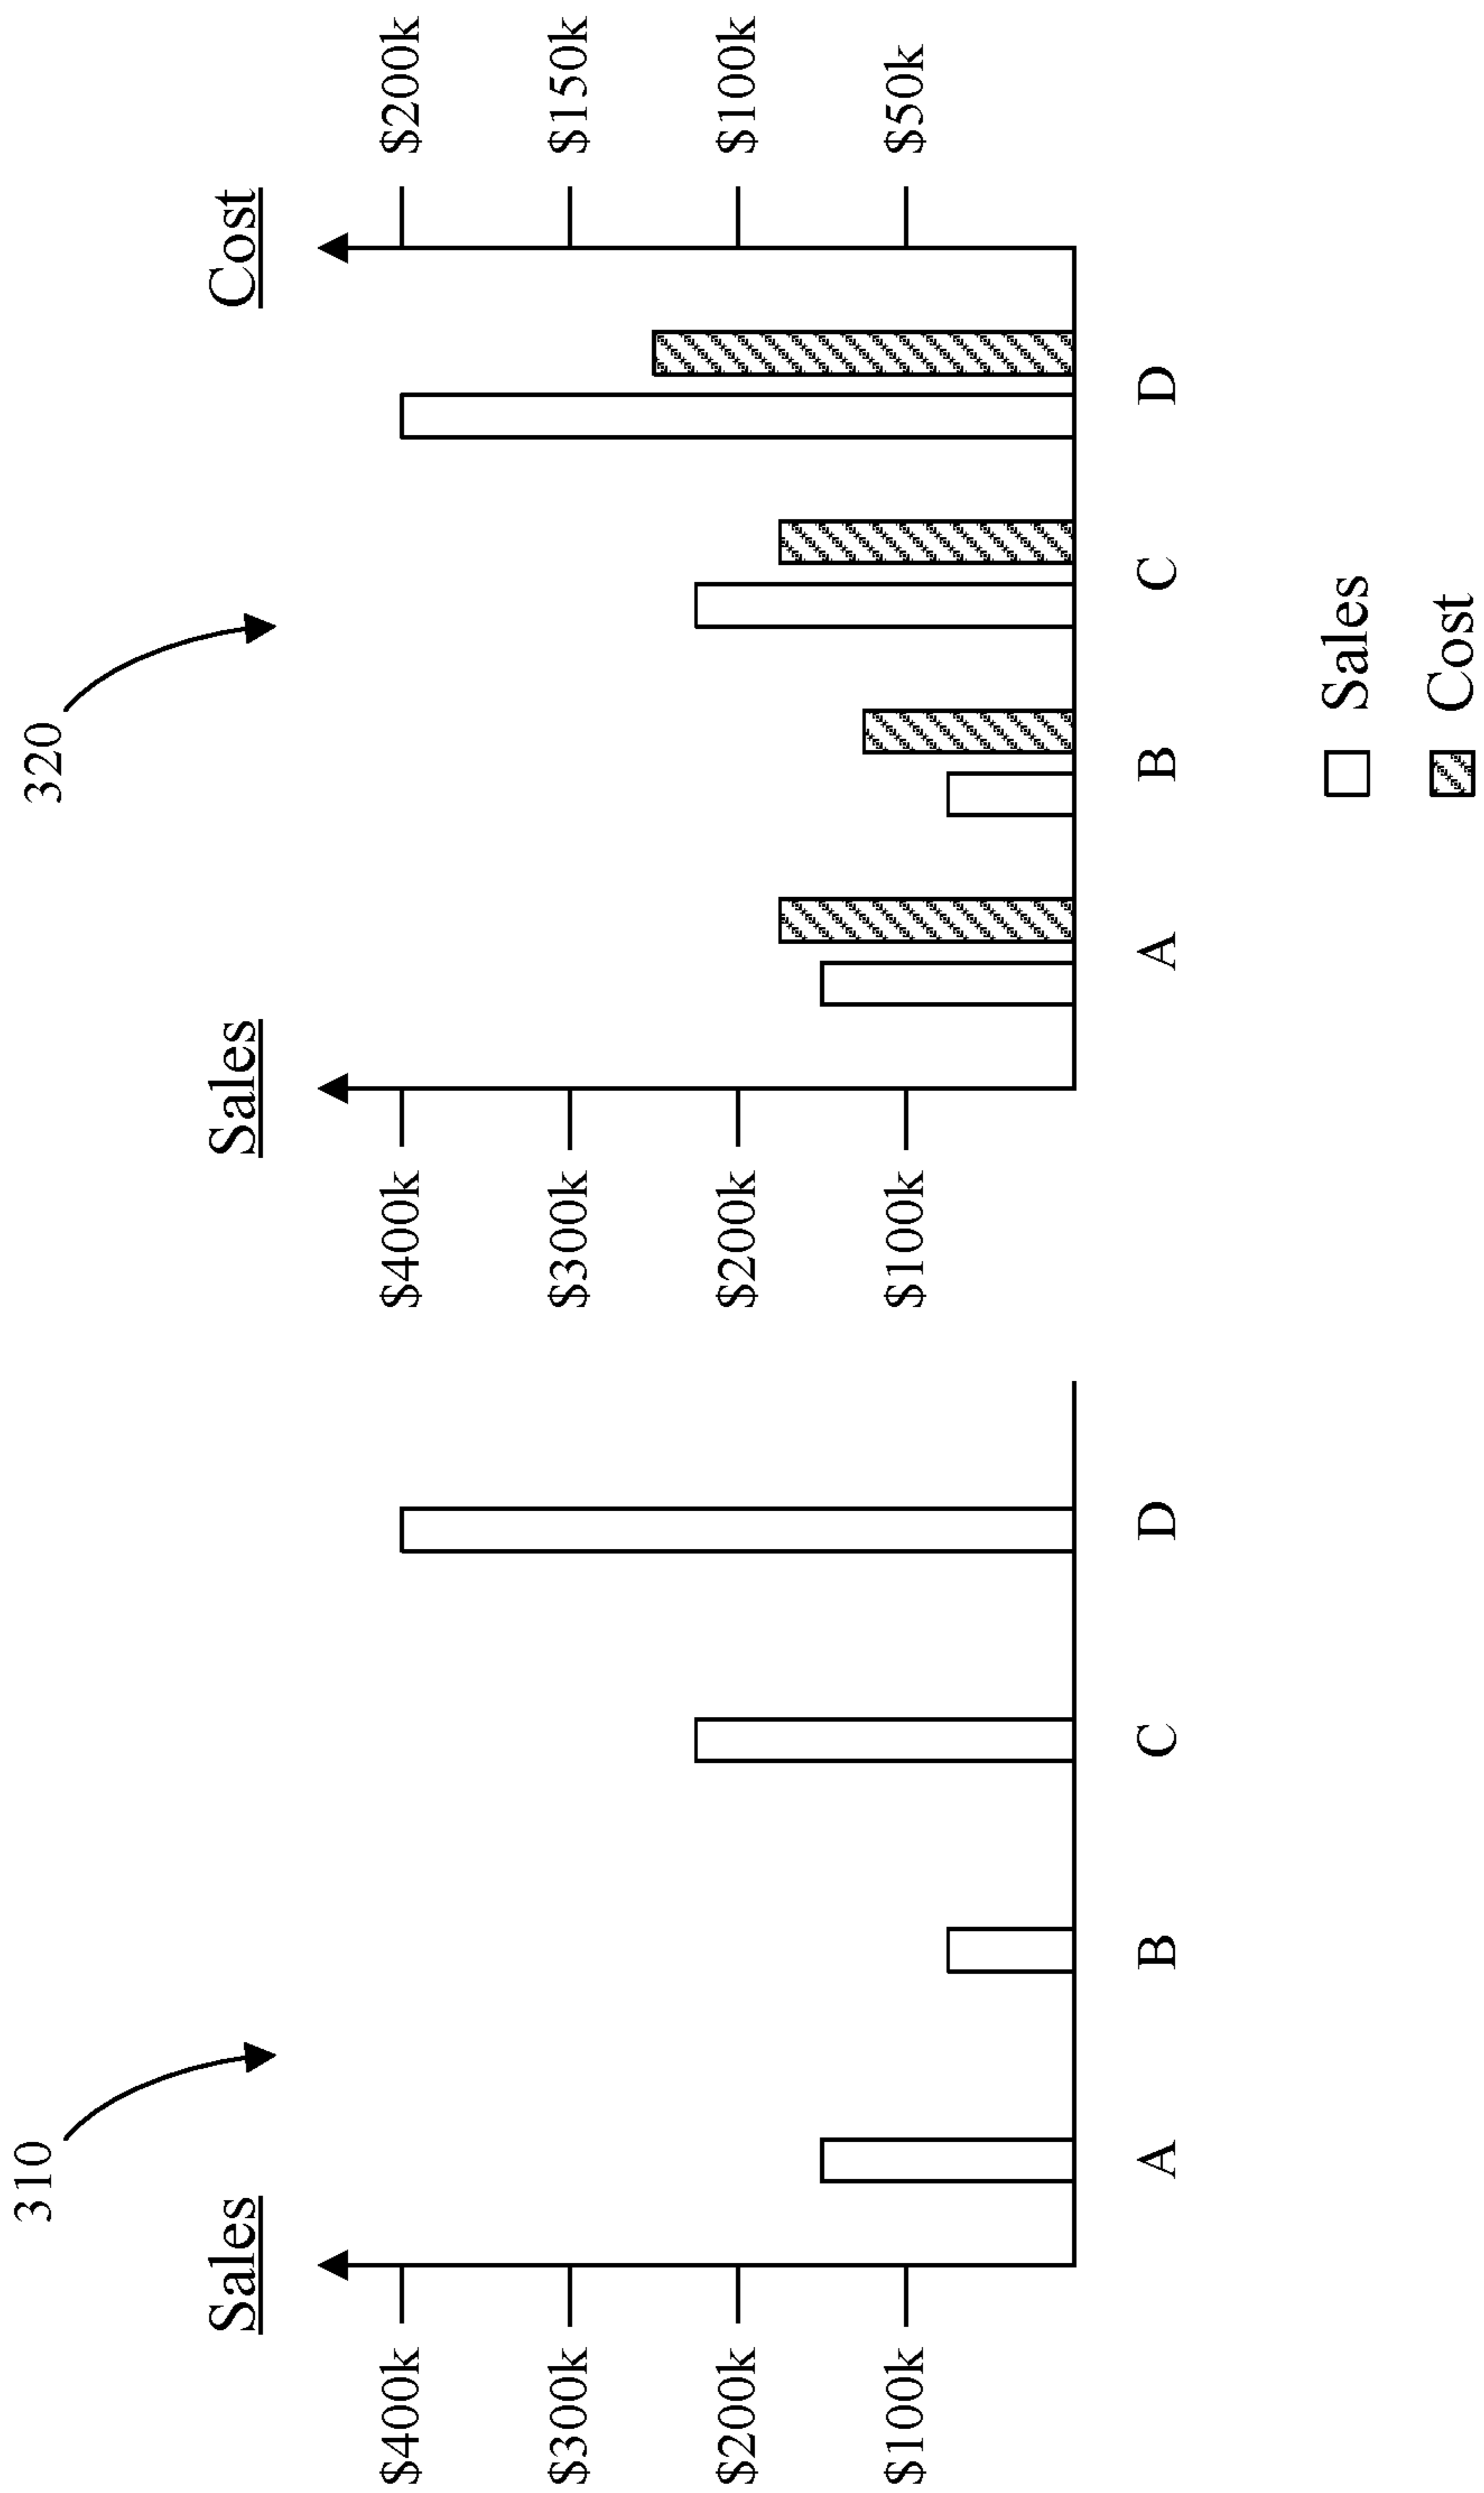 310
Sales
$400k
$300k
$200k
$100k
A B C D
320
Sales
$400k
$300k
$200k
$100k
Cost
$200k
$150k
$100k
$50k
A B C D
Sales
Cost